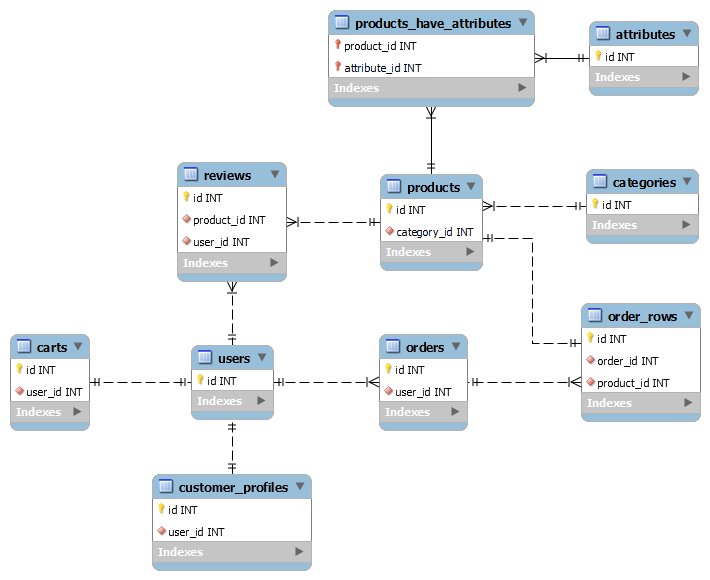 products_have_attributes
product_id INT
attribute_id INT
Indexes
attributes
id INT
Indexes
reviews
id INT
product_id INT
user_id INT
Indexes
products
id INT
category_id INT
Indexes
categories
id INT
Indexes
order_rows
id INT
order_id INT
product_id INT
Indexes
carts
id INT
user_id INT
Indexes
users
id INT
Indexes
orders
id INT
user_id INT
Indexes
customer_profiles
id INT
user_id INT
Indexes